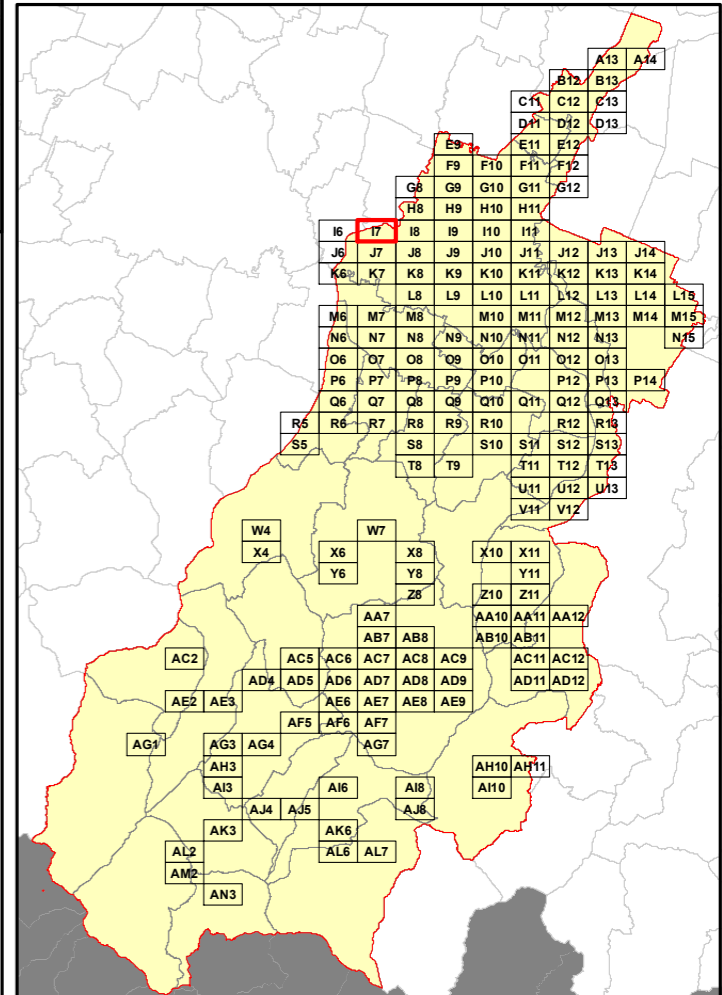 A13 A14
B12 B13
C11 C12 C13
D11 D12 D13
E9 E11 E12
F9 F10 F11 F12
G8 G9 G10 G11 G12
H8 H9 H10 H11
I6 I7 I8 I9 I10 I11
J6 J7 J8 J9 J10 J11 J12 J13 J14
K6 K7 K8 K9 K10 K11 K12 K13 K14
L8 L9 L10 L11 L12 L13 L14 L15
M6 M7 M8 M10 M11 M12 M13 M14 M15
N6 N7 N8 N9 N10 N11 N12 N13 N15
O6 O7 O8 O9 O10 O11 O12 O13
P6 P7 P8 P9 P10 P12 P13 P14
Q6 Q7 Q8 Q9 Q10 Q11 Q12 Q13
R5 R6 R7 R8 R9 R10 R12 R13
S5 S8 S10 S11 S12 S13
T8 T9 T11 T12 T13
U11 U12 U13
V11 V12
W4 W7
X4 X6 X8 X10 X11
Y6 Y8 Y11
Z8 Z10 Z11
AA7 AA10 AA11 AA12
AB7 AB8 AB10 AB11
AC2 AC5 AC6 AC7 AC8 AC9 AC11 AC12
AD4 AD5 AD6 AD7 AD8 AD9 AD11 AD12
AE2 AE3 AE6 AE7 AE8 AE9
AF5 AF6 AF7
AG1 AG3 AG4 AG7
AH3 AH10 AH11
AI3 AI6 AI8 AI10
AJ4 AJ5 AJ8
AK3 AK6
AL2 AL6 AL7
AM2
AN3